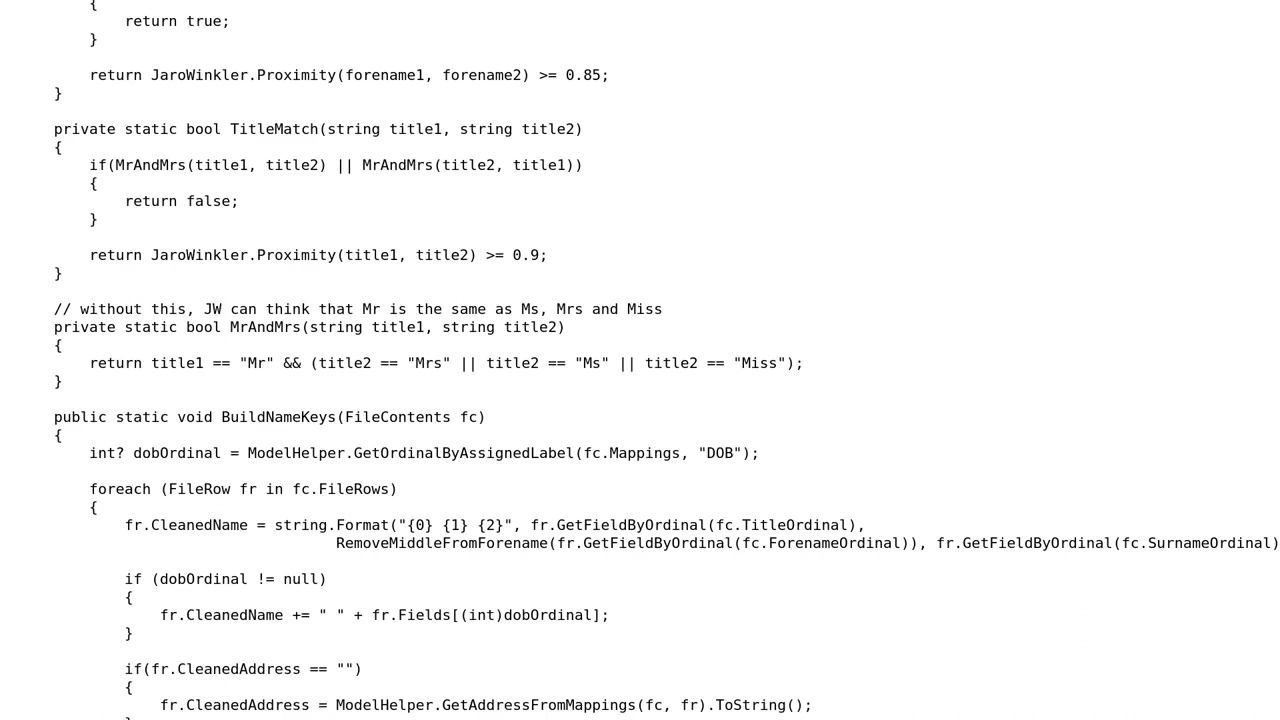 {
return true;
}
return JaroWinkler.Proximity(forename1, forename2) >= 0.85;
}
private static bool TitleMatch(string title1, string title2)
{
if(MrAndMrs(title1, title2) || MrAndMrs(title2, title1))
{
return false;
}
return JaroWinkler.Proximity(title1, title2) >= 0.9;
}
// without this, JW can think that Mr is the same as Ms, Mrs and Miss
private static bool MrAndMrs(string title1, string title2)
{
return title1 == "Mr" && (title2 == "Mrs" || title2 == "Ms" || title2 == "Miss");
}
public static void BuildNameKeys(FileContents fc)
{
int? dobOrdinal = ModelHelper.GetOrdinalByAssignedLabel(fc.Mappings, "DOB");
foreach (FileRow fr in fc.FileRows)
{
fr.CleanedName = string.Format("{0} {1} {2}", fr.GetFieldByOrdinal(fc.TitleOrdinal),
RemoveMiddleFromForename(fr.GetFieldByOrdinal(fc.ForenameOrdinal)), fr.GetFieldByOrdinal(fc.SurnameOrdinal)
if (dobOrdinal != null)
{
fr.CleanedName += " " + fr.Fields[(int)dobOrdinal];
}
if(fr.CleanedAddress == "")
{
fr.CleanedAddress = ModelHelper.GetAddressFromMappings(fc, fr).ToString();
}